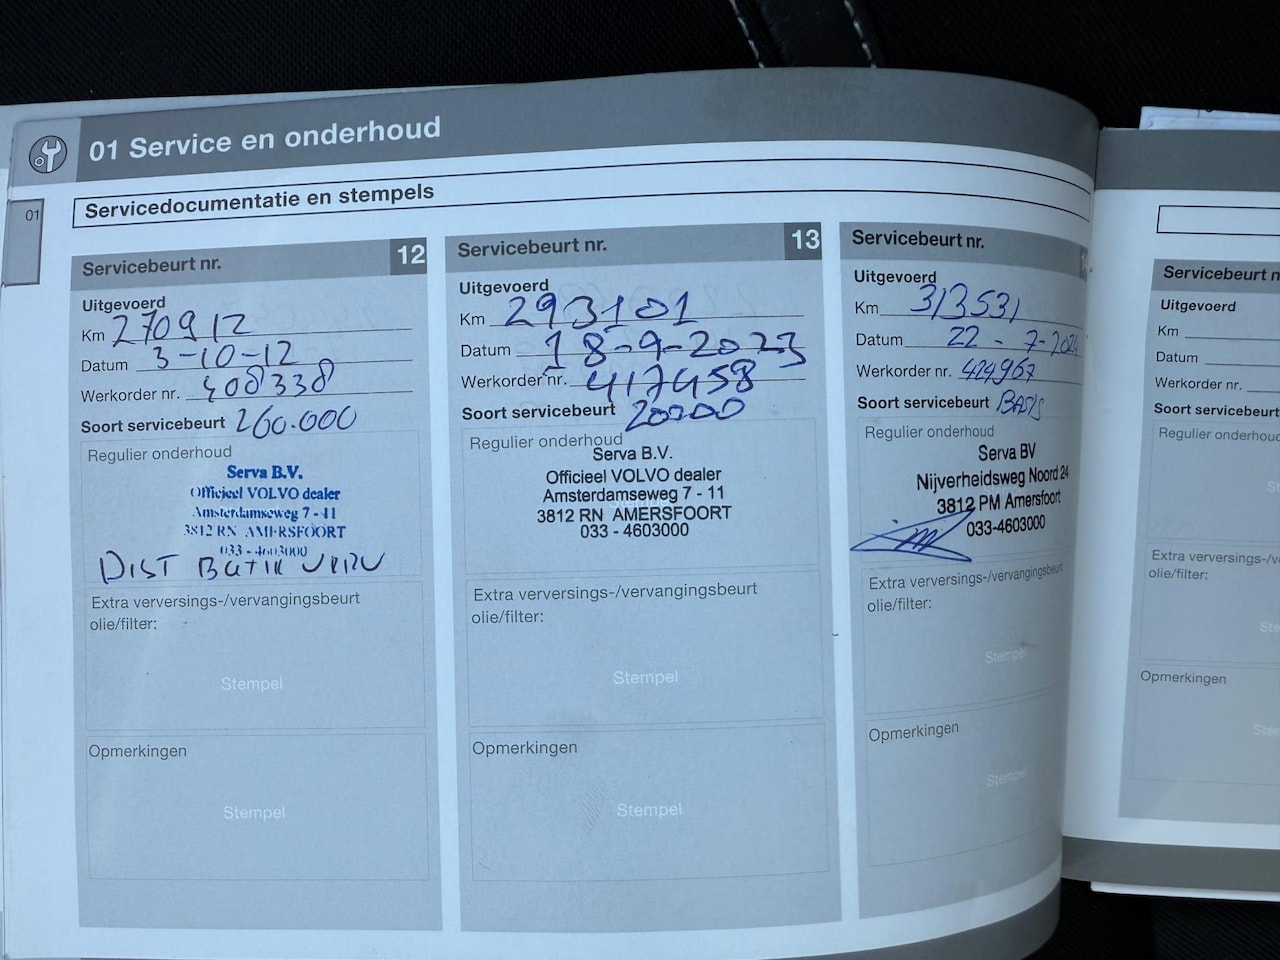 01 Service en onderhoud
01
Servicedocumentatie en stempels
Servicebeurt nr. 12
Uitgevoerd
Km 270912
Datum 3-10-12
Werkorder nr. 408338
Soort servicebeurt 260.000
Regulier onderhoud
Serva B.V.
Officieel VOLVO dealer
Amsterdamseweg 7 - 11
3812 RN AMERSFOORT
033 - 4603000
DIST
Extra verversings-/vervangingsbeurt
olie/filter:
Stempel
Opmerkingen
Stempel
Servicebeurt nr. 13
Uitgevoerd
Km 293101
Datum 18-9-2023
Werkorder nr. 417458
Soort servicebeurt 20000
Regulier onderhoud
Serva B.V.
Officieel VOLVO dealer
Amsterdamseweg 7 - 11
3812 RN AMERSFOORT
033 - 4603000
Extra verversings-/vervangingsbeurt
olie/filter:
Stempel
Opmerkingen
Stempel
Servicebeurt nr.
Uitgevoerd
Km 313531
Datum 22-7-2024
Werkorder nr. 424967
Soort servicebeurt BASIS
Regulier onderhoud
Serva BV
Nijverheidsweg Noord 24
3812 PM Amersfoort
033-4603000
Extra verversings-/vervangingsbeurt
olie/filter:
Stempel
Opmerkingen
Stempel
Servicebeurt n
Uitgevoerd
Km
Datum
Werkorder nr.
Soort servicebeurt
Regulier onderhoud
Extra verversings-/v
olie/filter:
Opmerkingen